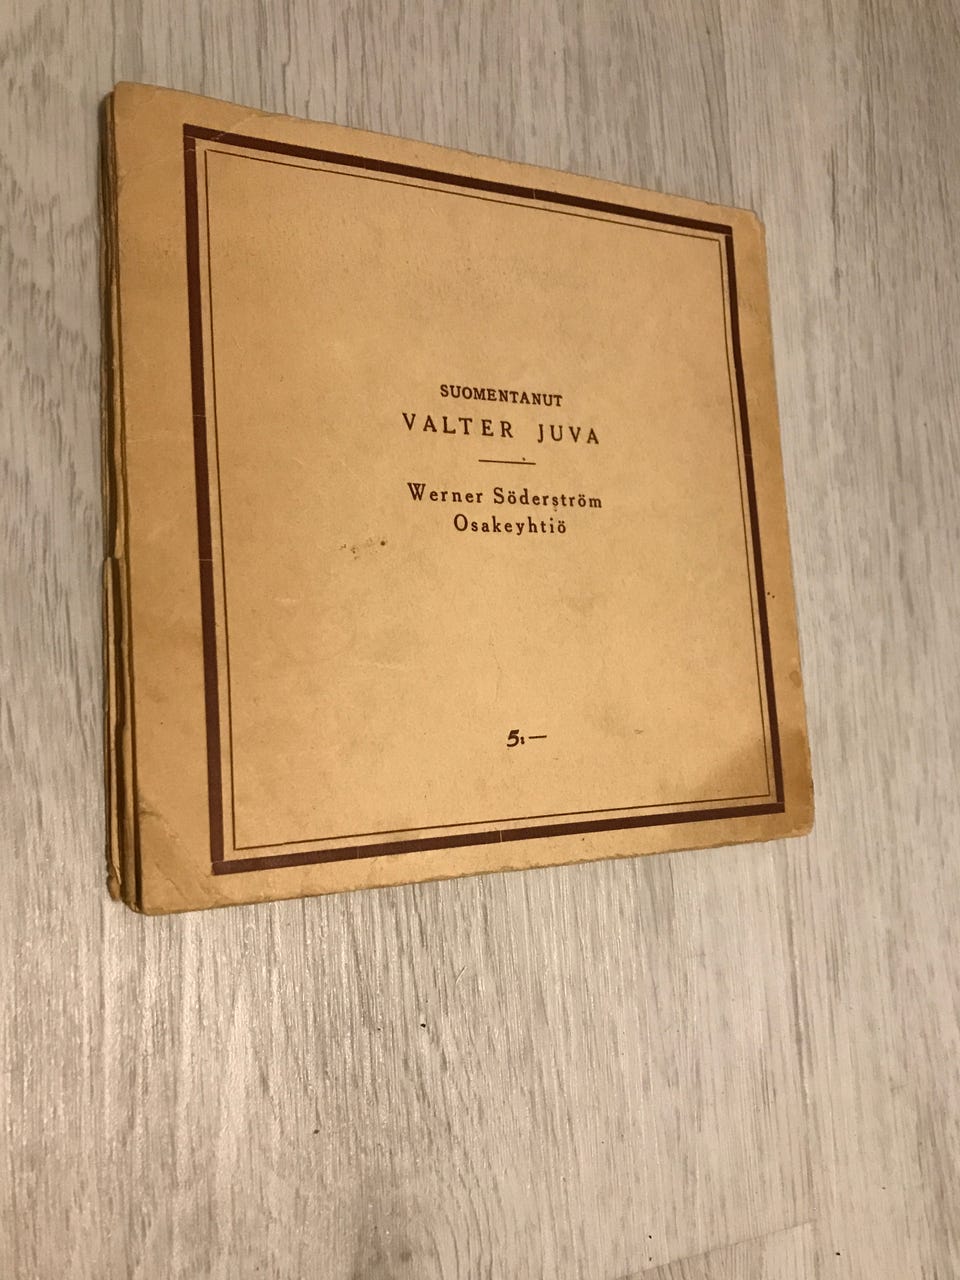 SUOMENTANUT
VALTER JUVA
Werner Söderström
Osakeyhtiö
5:—